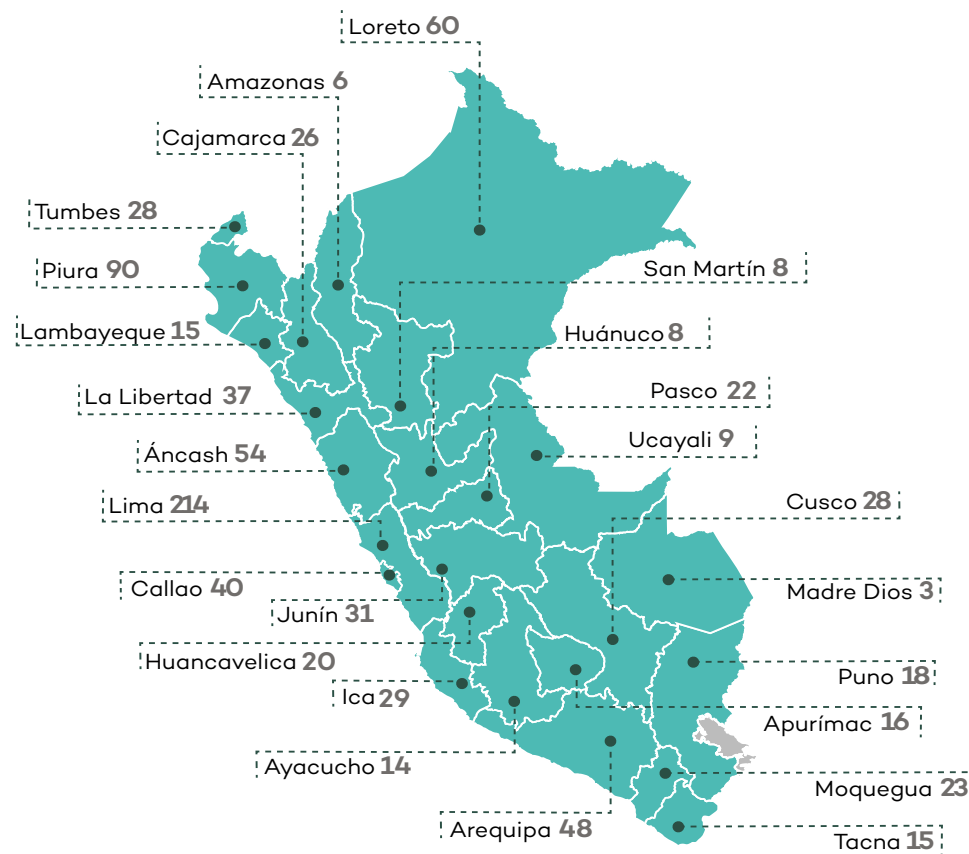 Loreto 60
Amazonas 6
Cajamarca 26
Tumbes 28
Piura 90
San Martín 8
Lambayeque 15
Huánuco 8
La Libertad 37
Pasco 22
Áncash 54
Ucayali 9
Lima 214
Cusco 28
Callao 40
Madre Dios 3
Junín 31
Huancavelica 20
Puno 18
Ica 29
Apurímac 16
Ayacucho 14
Moquegua 23
Arequipa 48
Tacna 15